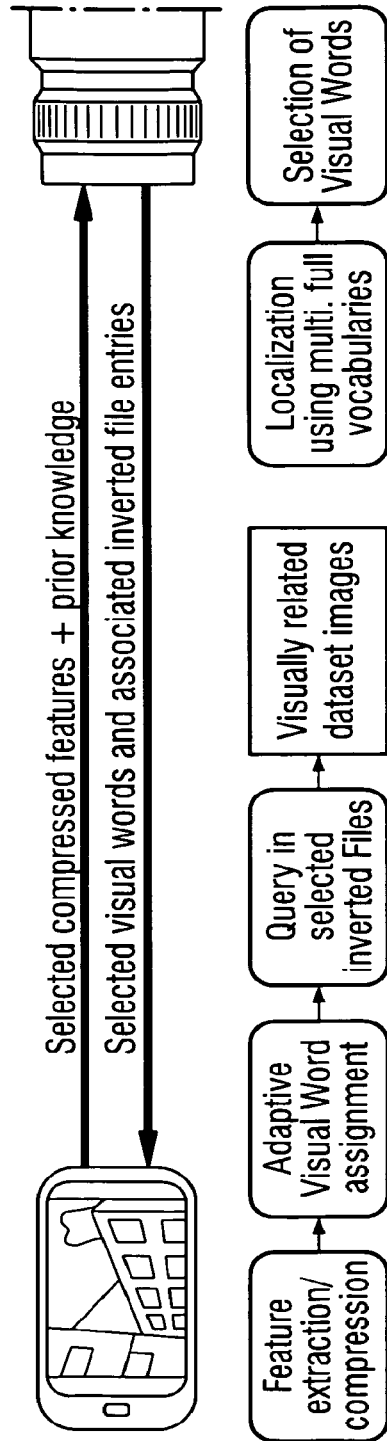 Selected compressed features + prior knowledge
Selected visual words and associated inverted file entries
Feature
extraction/
compression
Adaptive
Visual Word
assignment
Query in
selected
inverted Files
Visually related
dataset images
Localization
using multi. full
vocabularies
Selection of
Visual Words